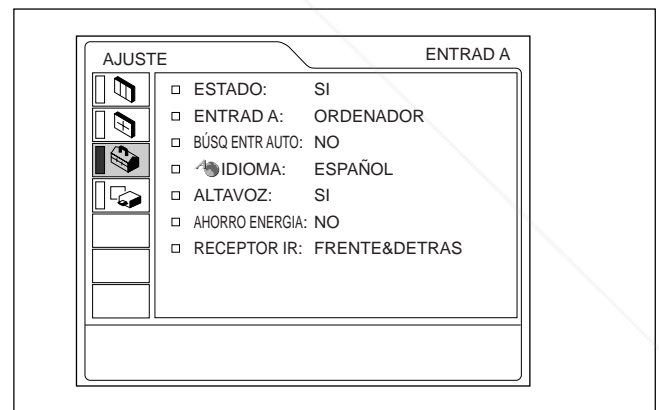 AJUSTE ENTRAD A
ESTADO: SI
ENTRAD A: ORDENADOR
BÚSQ ENTR AUTO: NO
IDIOMA: ESPAÑOL
ALTAVOZ: SI
AHORRO ENERGIA: NO
RECEPTOR IR: FRENTE&DETRAS